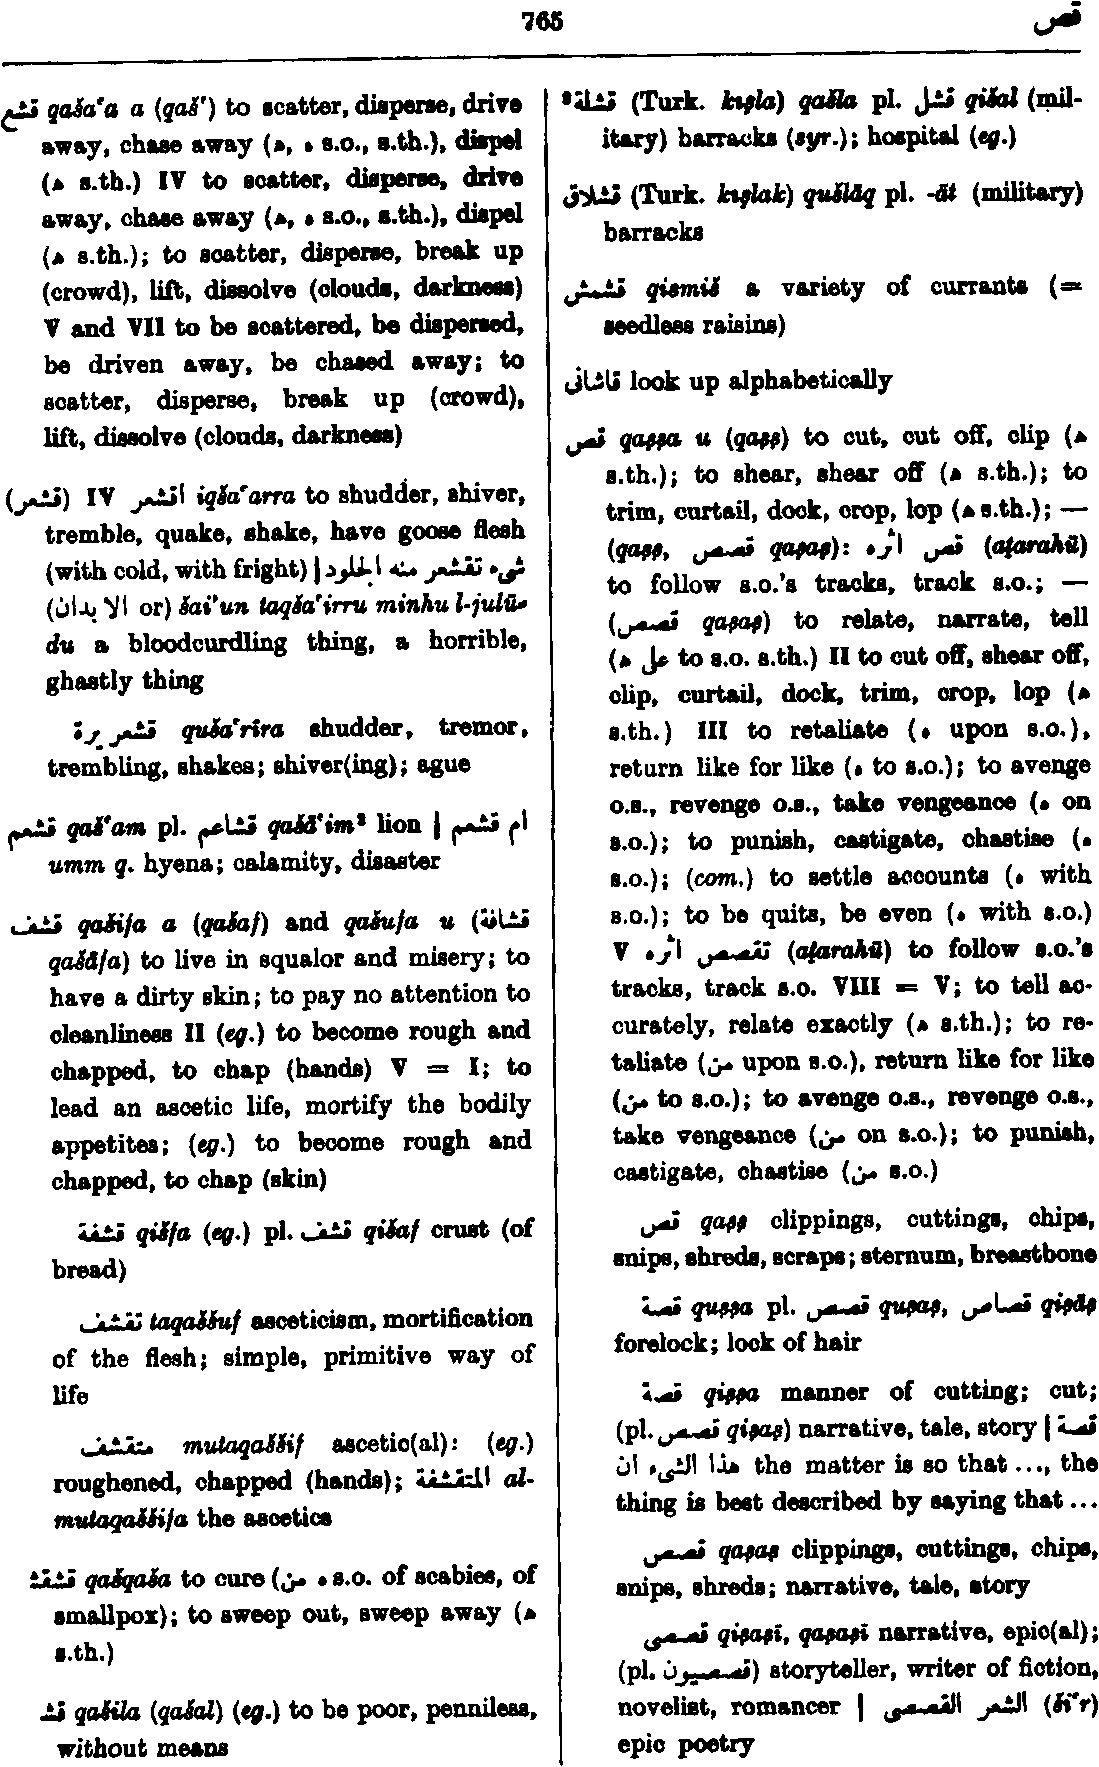 765
قص
قشع qaša‘a a (qaš‘) to scatter, disperse, drive
away, chase away (ه, ه s.o., s.th.), dispel
(ه s.th.) IV to scatter, disperse, drive
away, chase away (ه, ه s.o., s.th.), dispel
(ه s.th.); to scatter, disperse, break up
(crowd), lift, dissolve (clouds, darkness)
V and VII to be scattered, be dispersed,
be driven away, be chased away; to
scatter, disperse, break up (crowd),
lift, dissolve (clouds, darkness)
(قشعر) IV اقشعر iqša‘arra to shudder, shiver,
tremble, quake, shake, have goose flesh
(with cold, with fright) | شىء تقشعر منه الجلود
(الابدان or) šai’un taqša‘irru minhu l-julū-
du a bloodcurdling thing, a horrible,
ghastly thing
قشعريرة quša‘rīra shudder, tremor,
trembling, shakes; shiver(ing); ague
قشعم qaš‘am pl. قشاعم qašā‘im² lion | ام قشعم
umm q. hyena; calamity, disaster
قشف qašifa a (qašaf) and qašufa u (قشافة
qašāfa) to live in squalor and misery; to
have a dirty skin; to pay no attention to
cleanliness II (eg.) to become rough and
chapped, to chap (hands) V = I; to
lead an ascetic life, mortify the bodily
appetites; (eg.) to become rough and
chapped, to chap (skin)
قشفة qišfa (eg.) pl. قشف qišaf crust (of
bread)
تقشف taqaššuf asceticism, mortification
of the flesh; simple, primitive way of
life
متقشف mutaqaššif ascetic(al): (eg.)
roughened, chapped (hands); المتقشفة al-
mutaqaššifa the ascetics
قشقش qašqaša to cure (من ه s.o. of scabies, of
smallpox); to sweep out, sweep away (ه
s.th.)
قشل qašila (qašal) (eg.) to be poor, penniless,
without means
قشلة² (Turk. kışla) qašla pl. قشل qišal (mil-
itary) barracks (syr.); hospital (eg.)
قشلاق (Turk. kışlak) qušlāq pl. -āt (military)
barracks
قشمش qišmiš a variety of currants (=
seedless raisins)
قاشانى look up alphabetically
قص qaṣṣa u (qaṣṣ) to cut, cut off, clip (ه
s.th.); to shear, shear off (ه s.th.); to
trim, curtail, dock, crop, lop (ه s.th.); —
(qaṣṣ, قصص qaṣaṣ): قص اثره (aṯarahū)
to follow s.o.’s tracks, track s.o.; —
(قصص qaṣaṣ) to relate, narrate, tell
(ه على to s.o. s.th.) II to cut off, shear off,
clip, curtail, dock, trim, crop, lop (ه
s.th.) III to retaliate (ه upon s.o.),
return like for like (ه to s.o.); to avenge
o.s., revenge o.s., take vengeance (ه on
s.o.); to punish, castigate, chastise (ه
s.o.); (com.) to settle accounts (ه with
s.o.); to be quits, be even (ه with s.o.)
V تقصص اثره (aṯarahū) to follow s.o.’s
tracks, track s.o. VIII = V; to tell ac-
curately, relate exactly (ه s.th.); to re-
taliate (من upon s.o.), return like for like
(من to s.o.); to avenge o.s., revenge o.s.,
take vengeance (من on s.o.); to punish,
castigate, chastise (من s.o.)
قص qaṣṣ clippings, cuttings, chips,
snips, shreds, scraps; sternum, breastbone
قصة quṣṣa pl. قصص quṣaṣ, قصاص qiṣāṣ
forelock; lock of hair
قصة qiṣṣa manner of cutting; cut;
(pl. قصص qiṣaṣ) narrative, tale, story | قصة
هذا الشىء ان the matter is so that ..., the
thing is best described by saying that ...
قصص qaṣaṣ clippings, cuttings, chips,
snips, shreds; narrative, tale, story
قصصى qiṣaṣī, qaṣaṣī narrative, epic(al);
(pl. قصصيون) storyteller, writer of fiction,
novelist, romancer | الشعر القصصى (ši‘r)
epic poetry